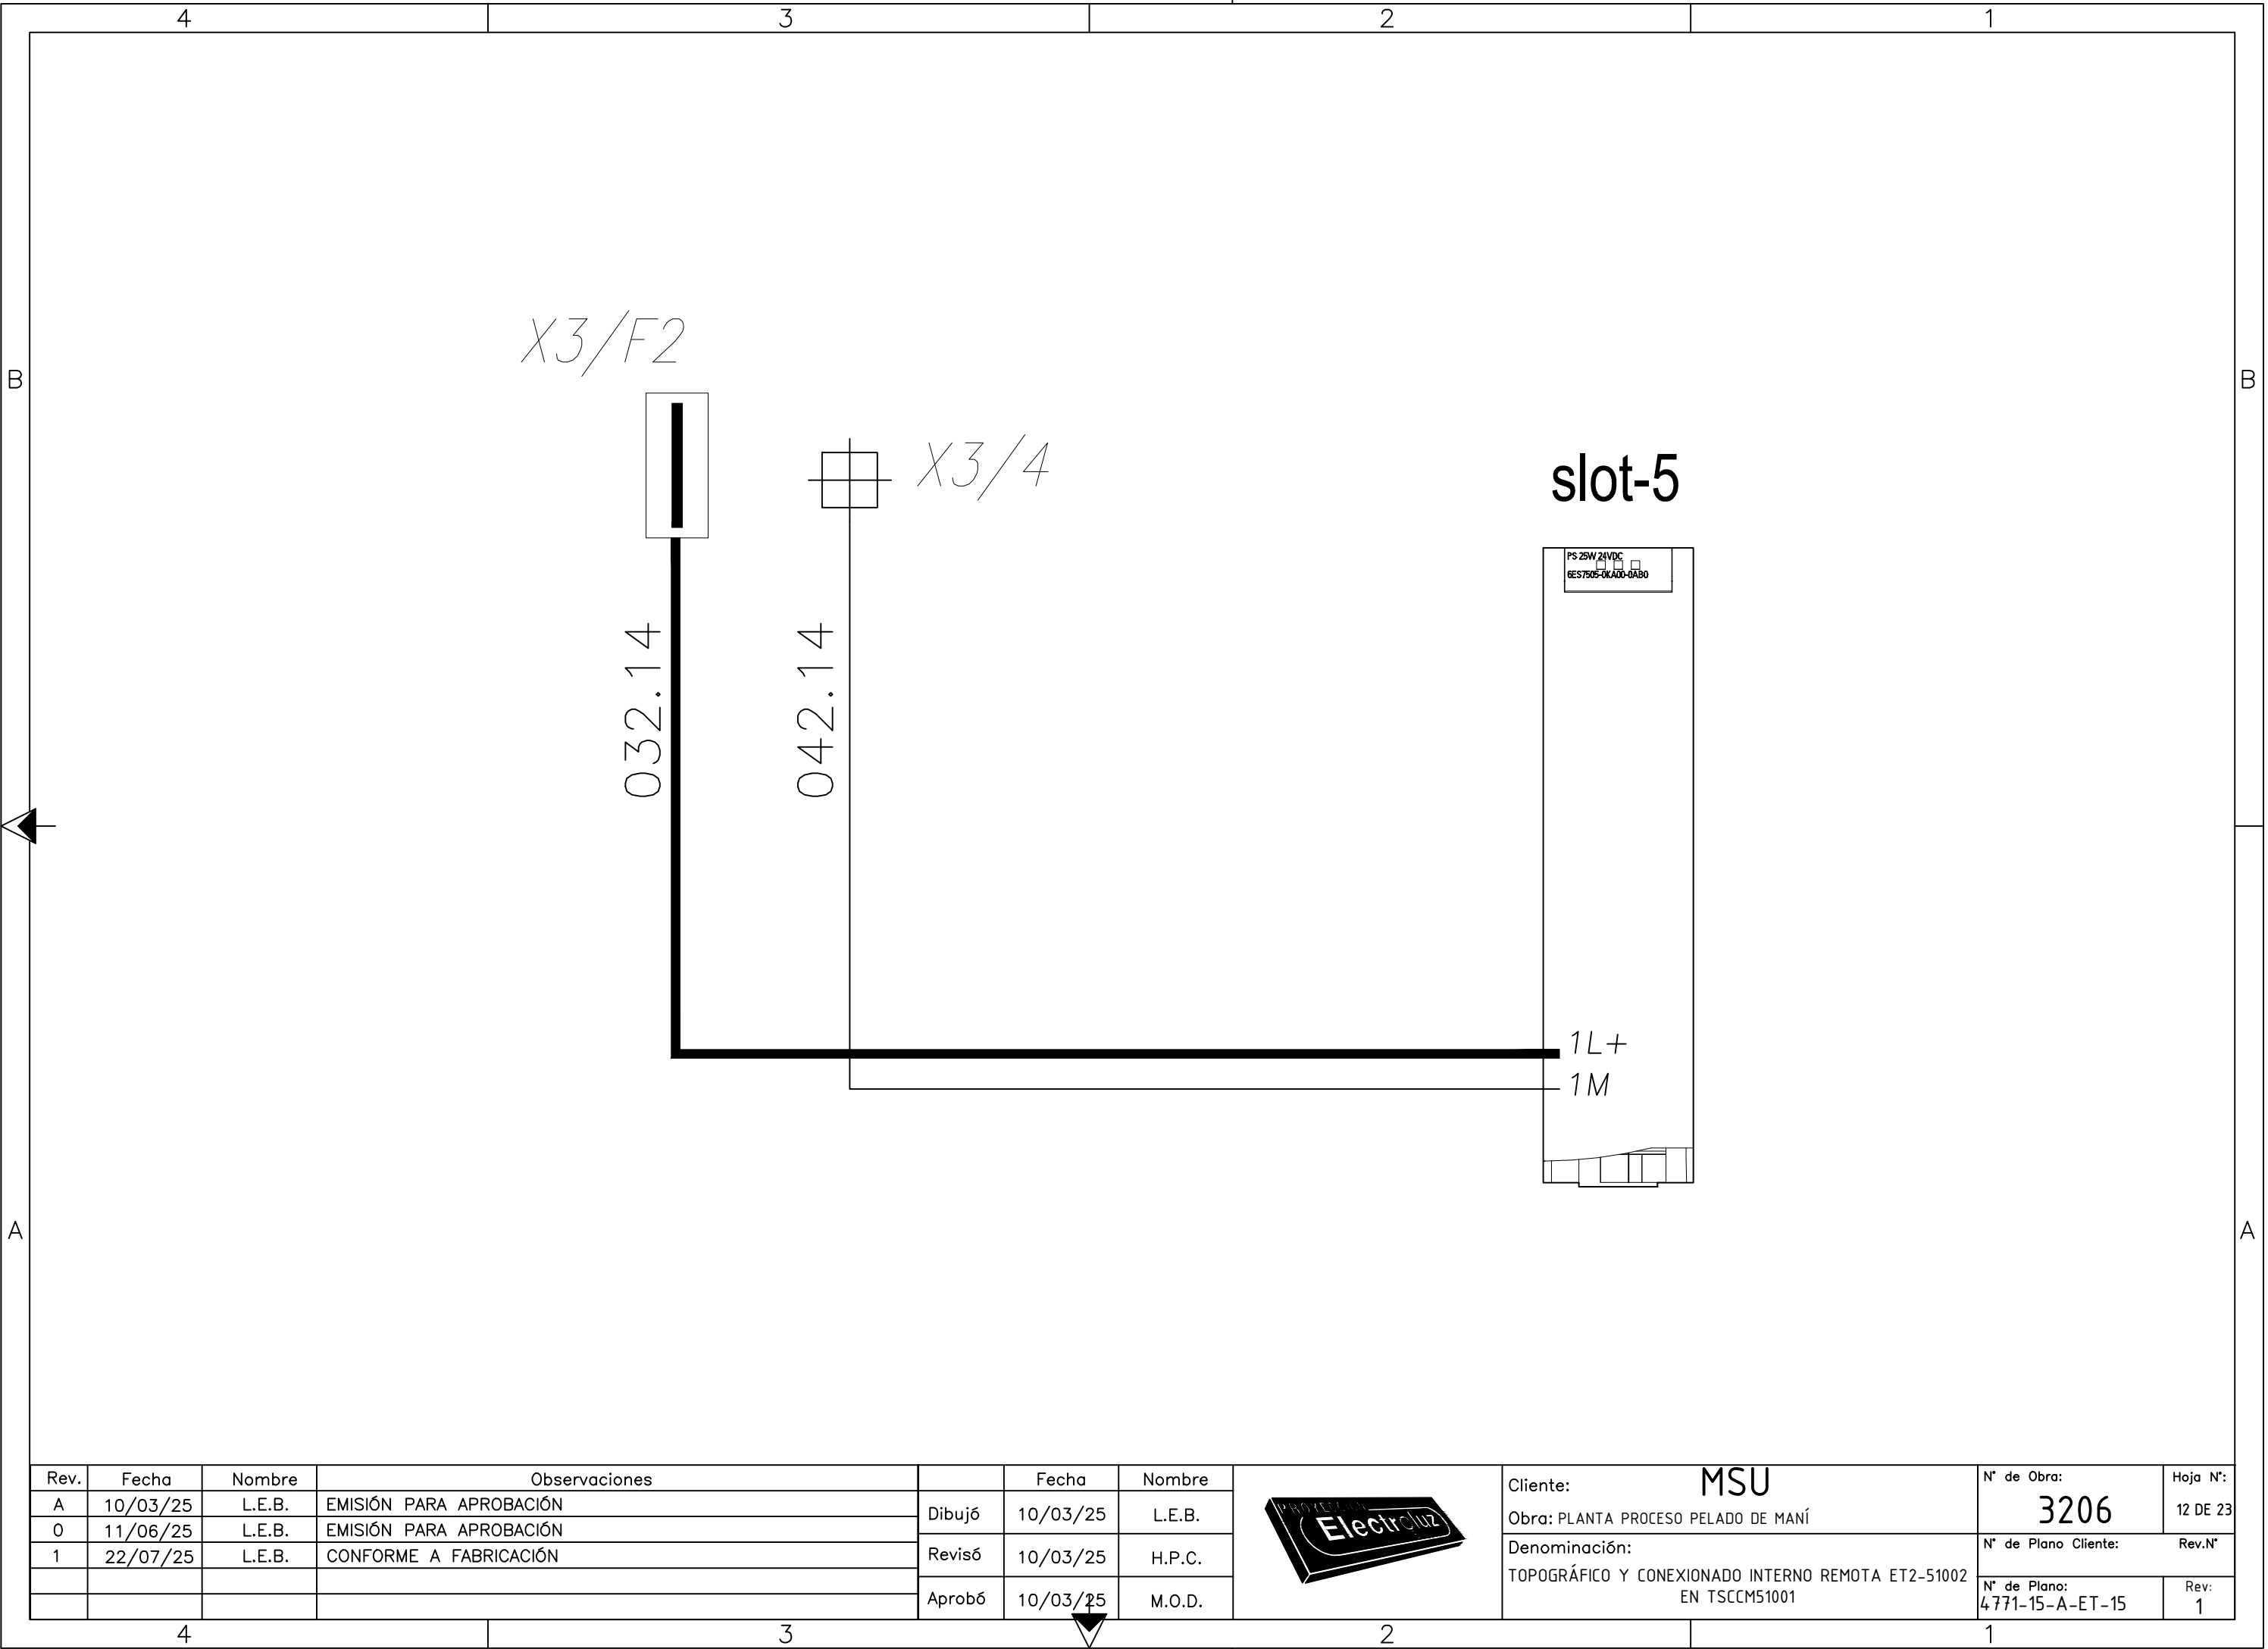 4 3 2 1
X3/F2
B B
X3/4
slot-5
PS 25W 24VDC
6ES7505-0KA00-0AB0
032.14
042.14
1L+
1M
A A
Rev. Fecha Nombre Observaciones
A 10/03/25 L.E.B. EMISIÓN PARA APROBACIÓN
0 11/06/25 L.E.B. EMISIÓN PARA APROBACIÓN
1 22/07/25 L.E.B. CONFORME A FABRICACIÓN
Fecha Nombre
Dibujó 10/03/25 L.E.B.
Revisó 10/03/25 H.P.C.
Aprobó 10/03/25 M.O.D.
Electroluz
Cliente: MSU
Obra: PLANTA PROCESO PELADO DE MANÍ
Denominación:
TOPOGRÁFICO Y CONEXIONADO INTERNO REMOTA ET2-51002
EN TSCCM51001
N° de Obra:
3206
Hoja N°:
12 DE 23
N° de Plano Cliente:
Rev.N°
N° de Plano:
4771-15-A-ET-15
Rev:
1
4 3 2 1